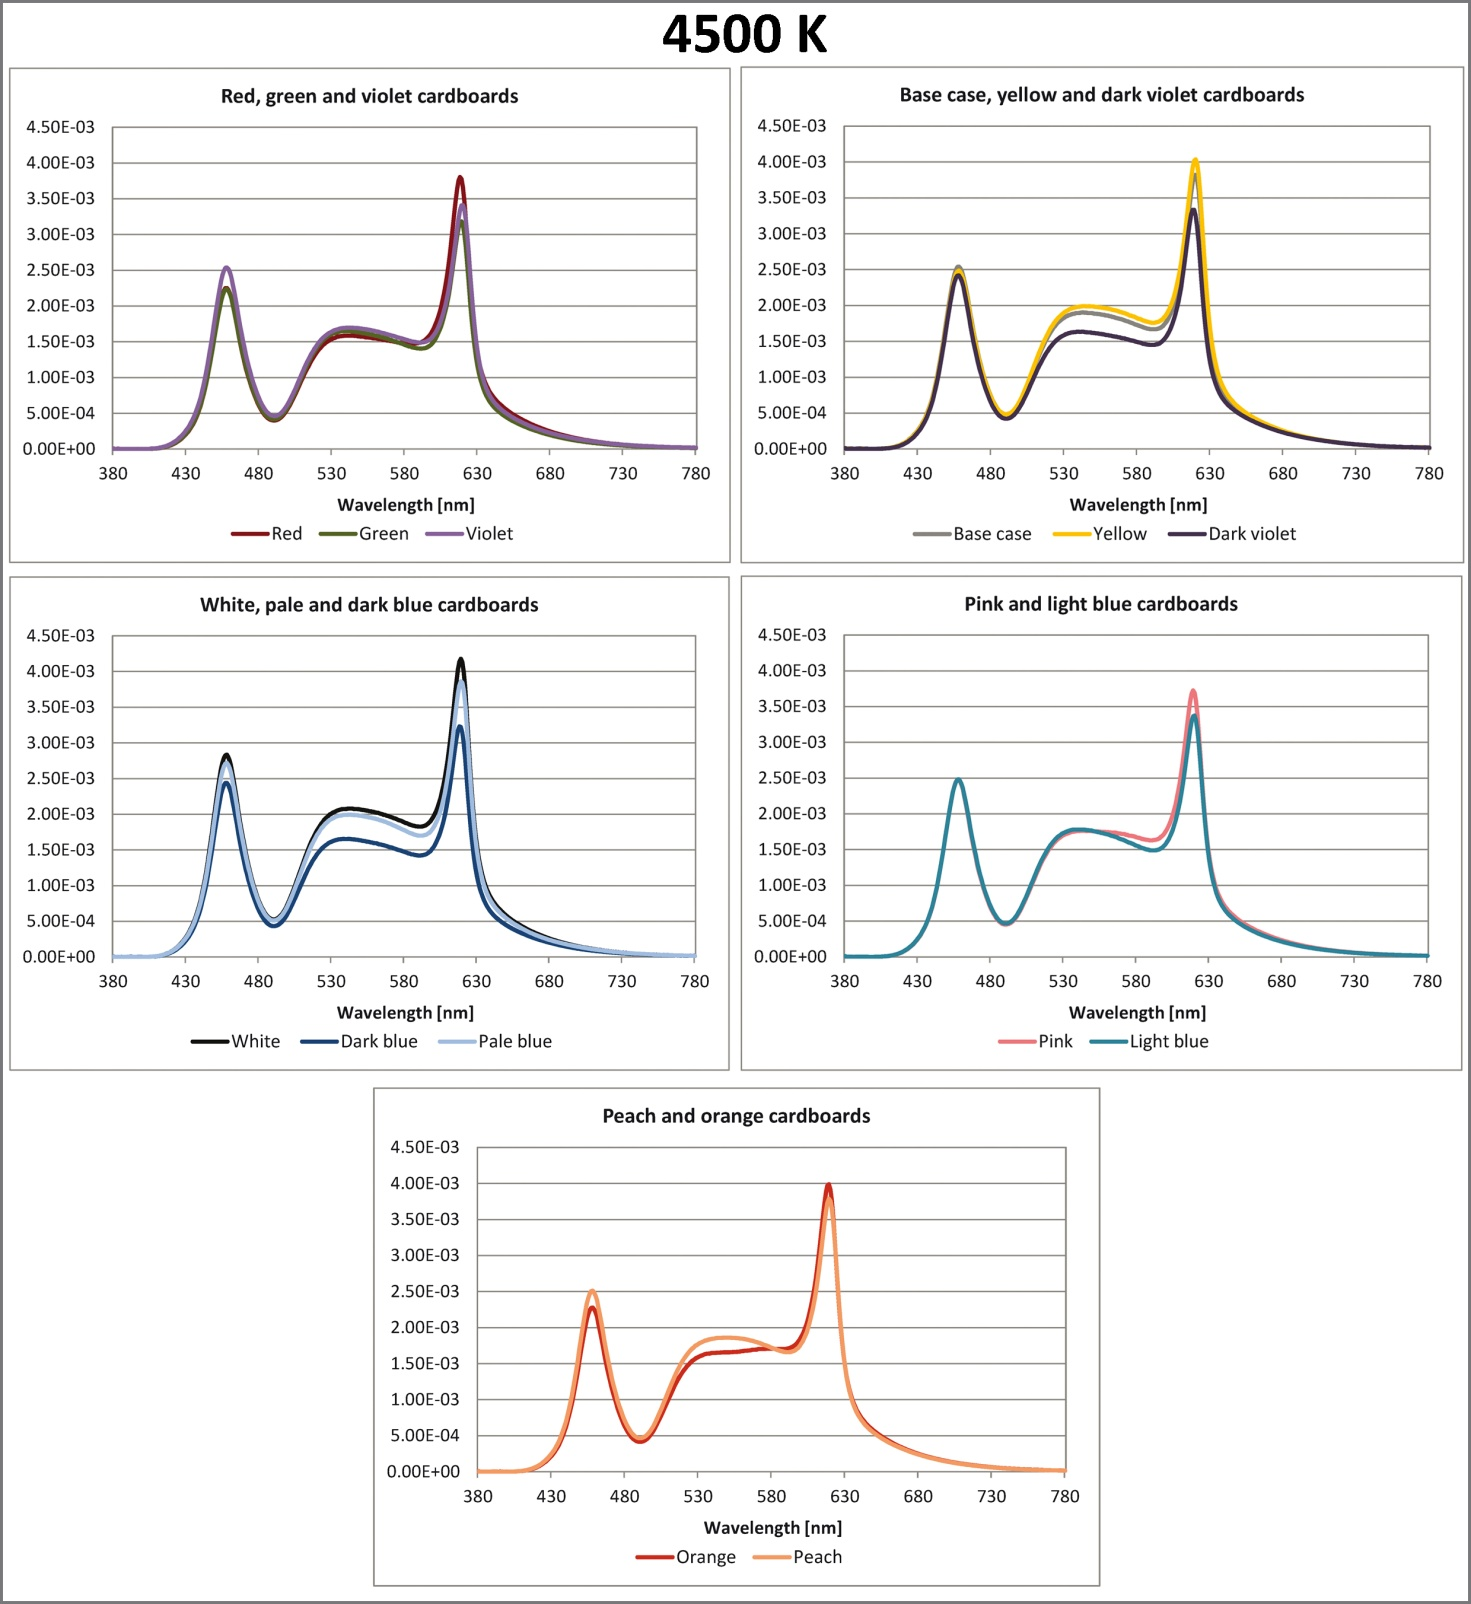 4500 K
Red, green and violet cardboards
4.50E-03
4.00E-03
3.50E-03
3.00E-03
2.50E-03
2.00E-03
1.50E-03
1.00E-03
5.00E-04
0.00E+00
380 430 480 530 580 630 680 730 780
Wavelength [nm]
Red Green Violet
Base case, yellow and dark violet cardboards
4.50E-03
4.00E-03
3.50E-03
3.00E-03
2.50E-03
2.00E-03
1.50E-03
1.00E-03
5.00E-04
0.00E+00
380 430 480 530 580 630 680 730 780
Wavelength [nm]
Base case Yellow Dark violet
White, pale and dark blue cardboards
4.50E-03
4.00E-03
3.50E-03
3.00E-03
2.50E-03
2.00E-03
1.50E-03
1.00E-03
5.00E-04
0.00E+00
380 430 480 530 580 630 680 730 780
Wavelength [nm]
White Dark blue Pale blue
Pink and light blue cardboards
4.50E-03
4.00E-03
3.50E-03
3.00E-03
2.50E-03
2.00E-03
1.50E-03
1.00E-03
5.00E-04
0.00E+00
380 430 480 530 580 630 680 730 780
Wavelength [nm]
Pink Light blue
Peach and orange cardboards
4.50E-03
4.00E-03
3.50E-03
3.00E-03
2.50E-03
2.00E-03
1.50E-03
1.00E-03
5.00E-04
0.00E+00
380 430 480 530 580 630 680 730 780
Wavelength [nm]
Orange Peach